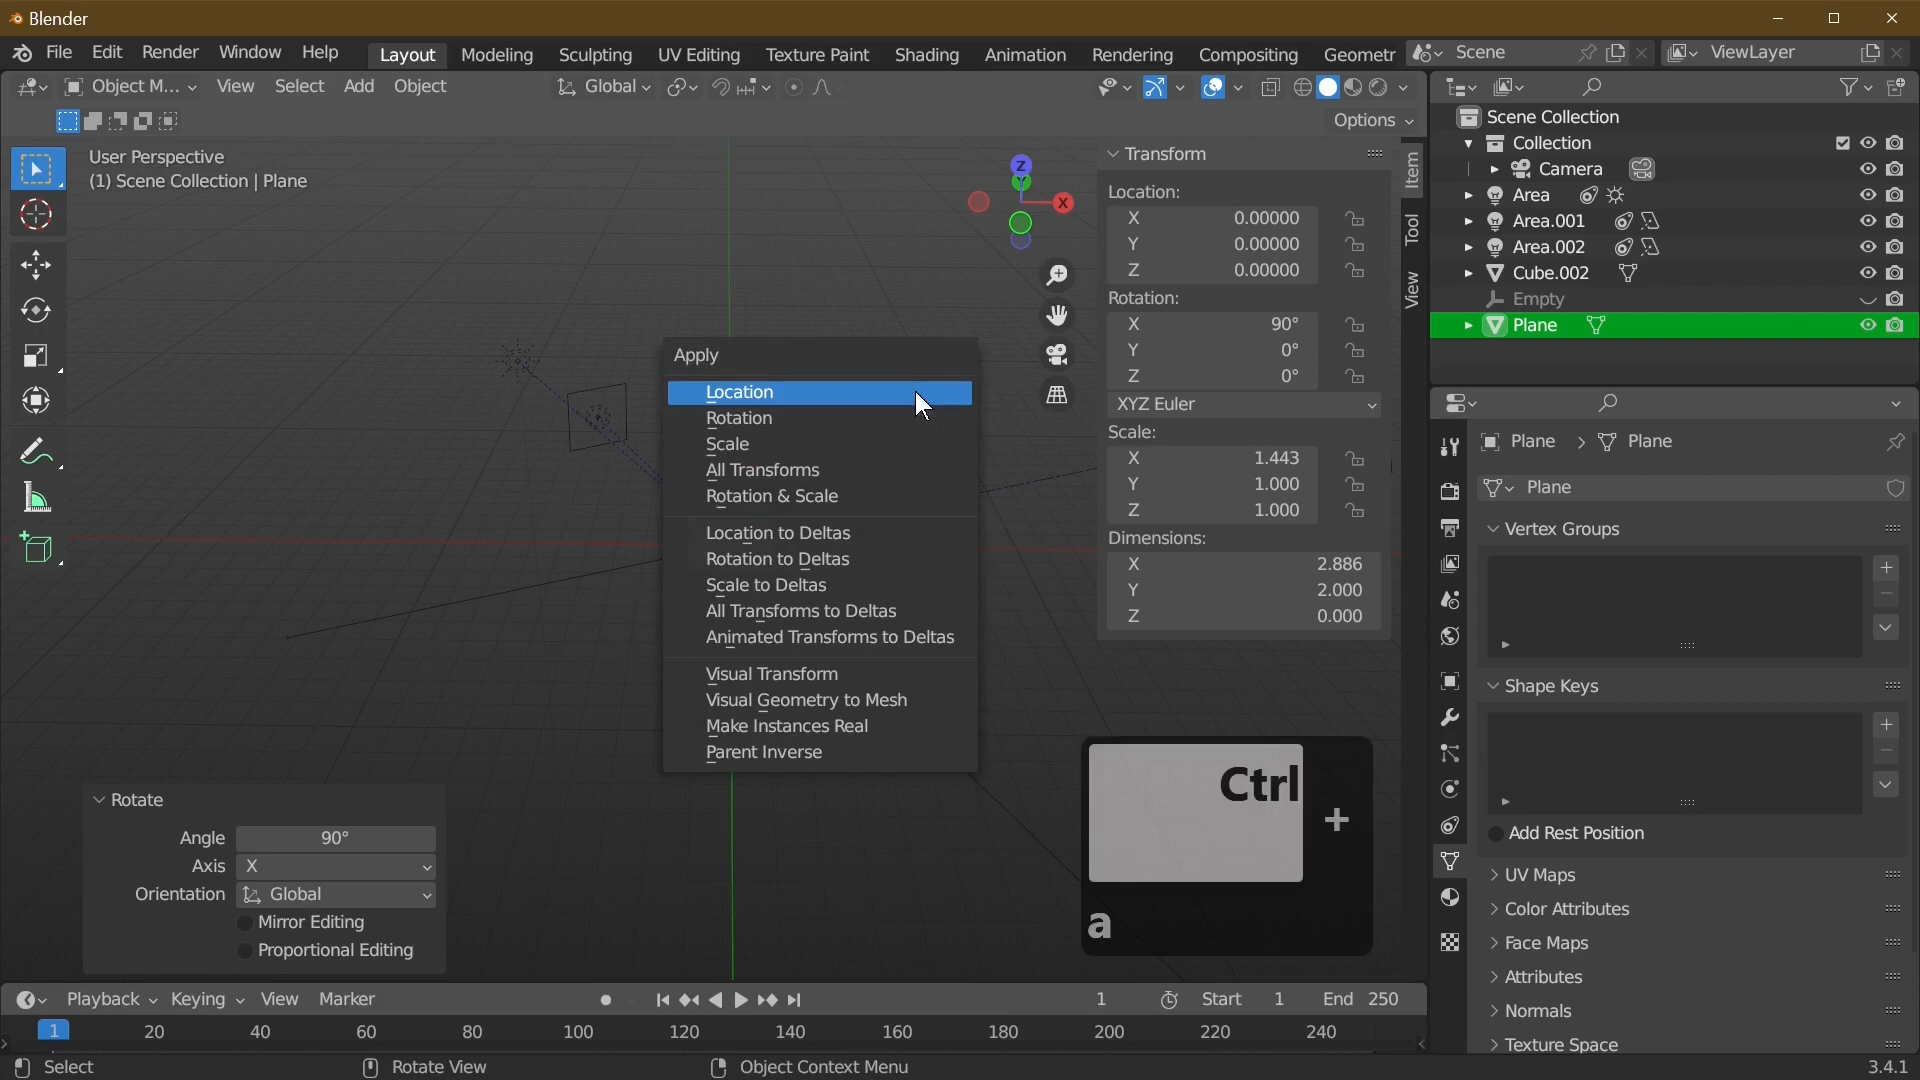 Blender
File Edit Render Window Help Layout Modeling Sculpting UV Editing Texture Paint Shading Animation Rendering Compositing Geometr Scene ViewLayer
Object M... View Select Add Object Global
Options
User Perspective
(1) Scene Collection | Plane
Z
X
Transform
Location:
X 0.00000
Y 0.00000
Z 0.00000
Rotation:
X 90°
Y 0°
Z 0°
XYZ Euler
Scale:
X 1.443
Y 1.000
Z 1.000
Dimensions:
X 2.886
Y 2.000
Z 0.000
Item
Tool
View
Apply
Location
Rotation
Scale
All Transforms
Rotation & Scale
Location to Deltas
Rotation to Deltas
Scale to Deltas
All Transforms to Deltas
Animated Transforms to Deltas
Visual Transform
Visual Geometry to Mesh
Make Instances Real
Parent Inverse
Ctrl +
a
Rotate
Angle 90°
Axis X
Orientation Global
Mirror Editing
Proportional Editing
Scene Collection
Collection
Camera
Area
Area.001
Area.002
Cube.002
Empty
Plane
Plane > Plane
Plane
Vertex Groups
Shape Keys
Add Rest Position
UV Maps
Color Attributes
Face Maps
Attributes
Normals
Texture Space
Playback Keying View Marker 1 Start 1 End 250
1 20 40 60 80 100 120 140 160 180 200 220 240
Select Rotate View Object Context Menu 3.4.1